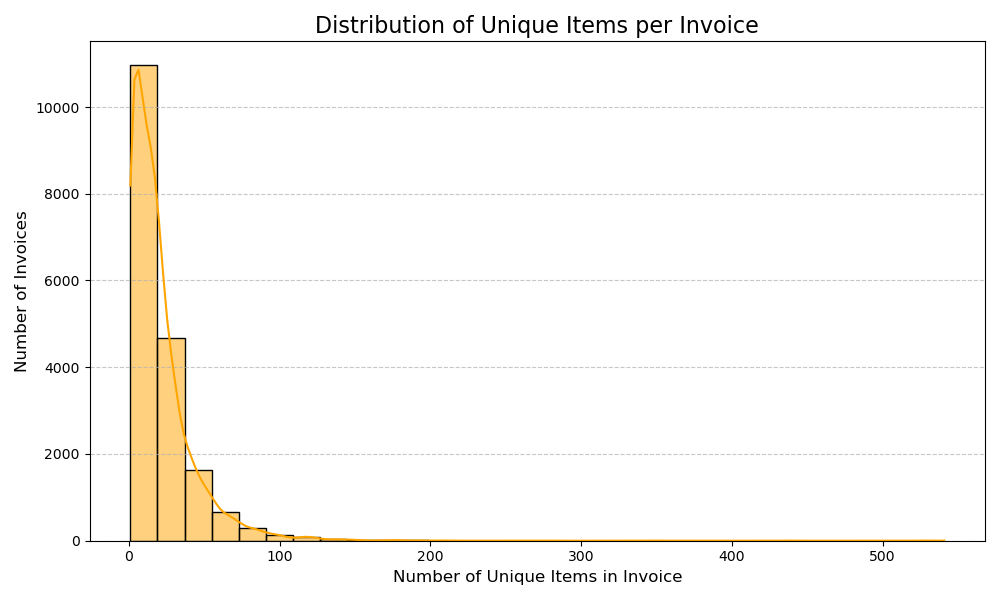 Distribution of Unique Items per Invoice
Number of Invoices
10000
8000
6000
4000
2000
0
0 100 200 300 400 500
Number of Unique Items in Invoice